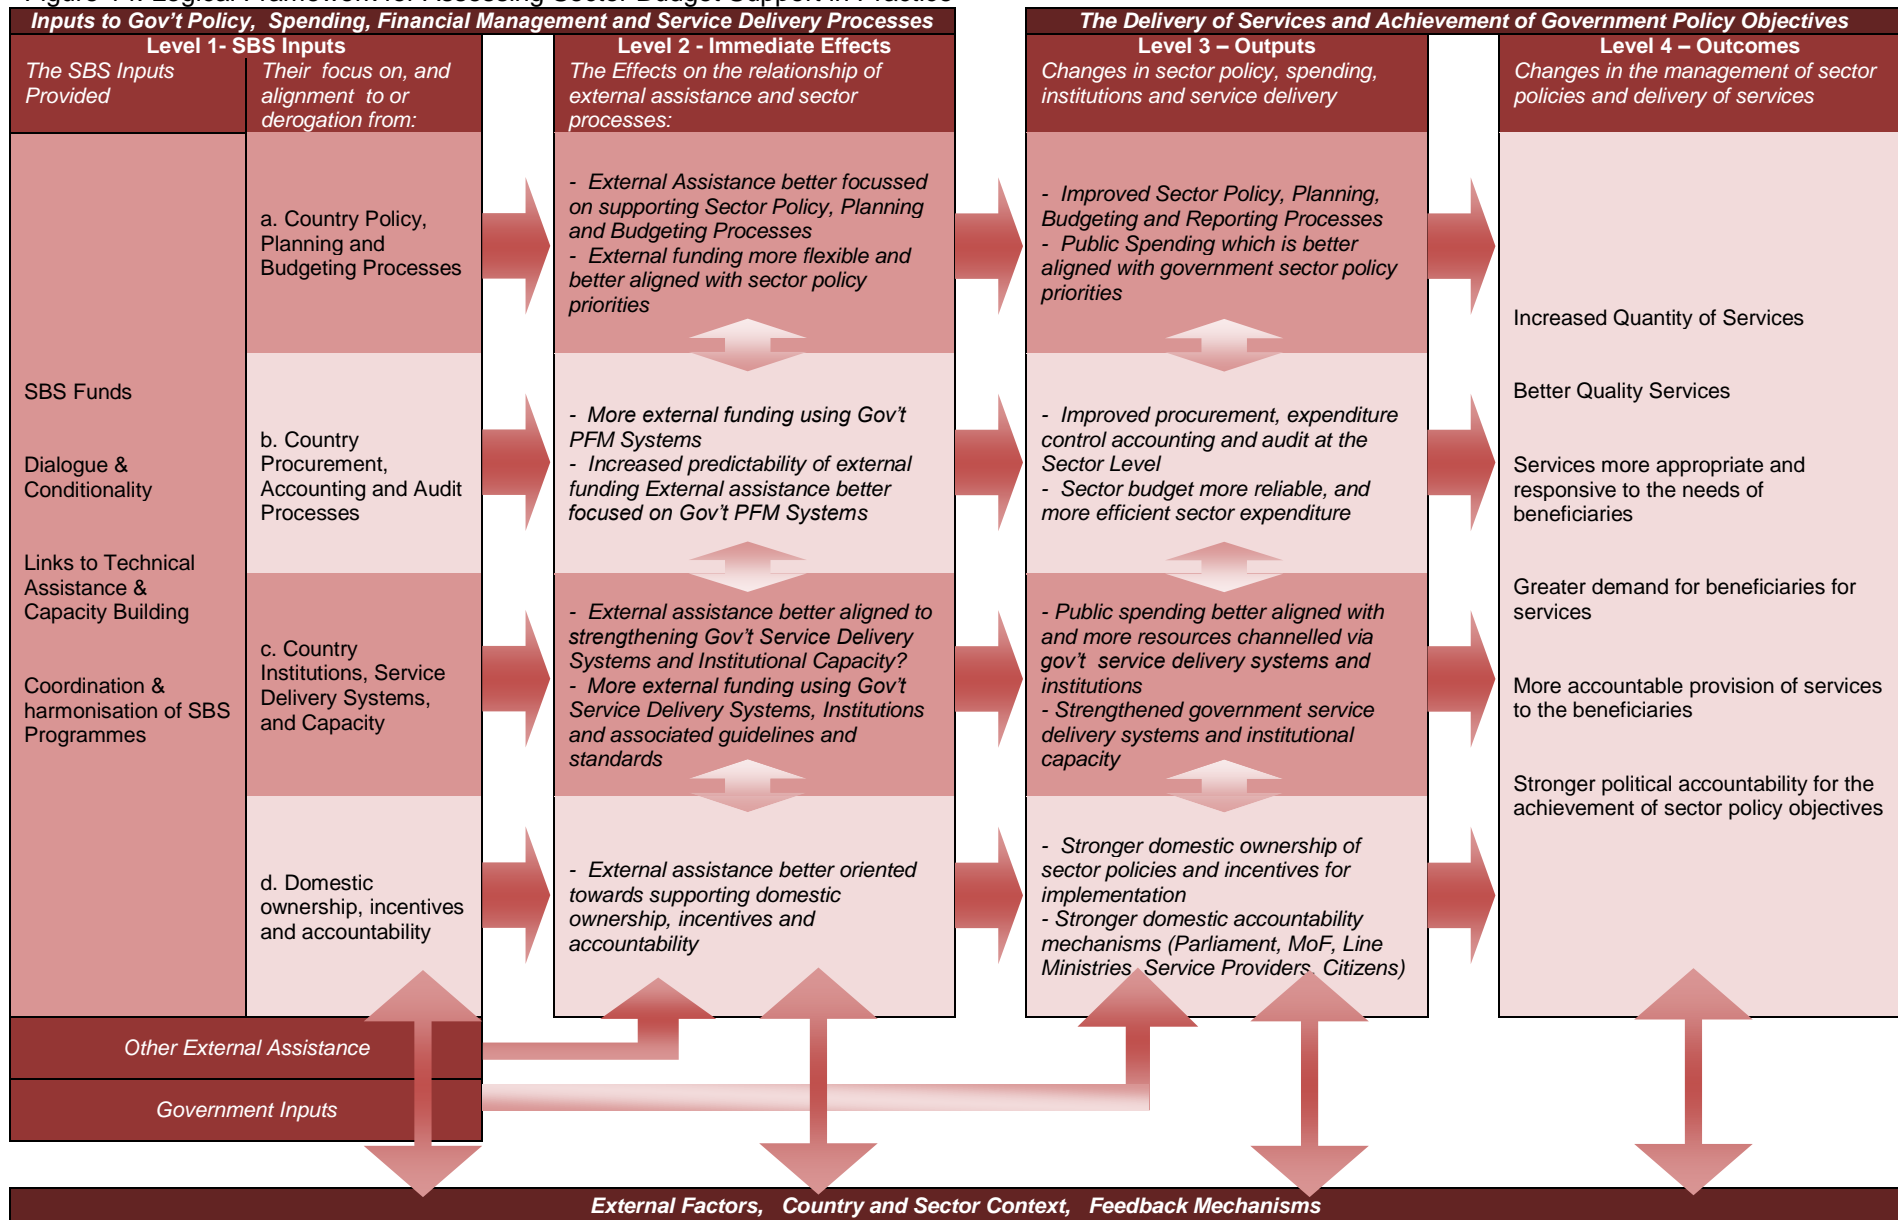 Inputs to Gov't Policy, Spending, Financial Management and Service Delivery Processes
The Delivery of Services and Achievement of Government Policy Objectives
Level 1- SBS Inputs
The SBS Inputs
Provided
Their focus on, and
alignment to or
derogation from:
Level 2 - Immediate Effects
The Effects on the relationship of
external assistance and sector
processes:
Level 3 – Outputs
Changes in sector policy, spending,
institutions and service delivery
Level 4 – Outcomes
Changes in the management of sector
policies and delivery of services
SBS Funds
Dialogue &
Conditionality
Links to Technical
Assistance &
Capacity Building
Coordination &
harmonisation of SBS
Programmes
a. Country Policy,
Planning and
Budgeting Processes
- External Assistance better focussed
on supporting Sector Policy, Planning
and Budgeting Processes
- External funding more flexible and
better aligned with sector policy
priorities
- Improved Sector Policy, Planning,
Budgeting and Reporting Processes
- Public Spending which is better
aligned with government sector policy
priorities
b. Country
Procurement,
Accounting and Audit
Processes
- More external funding using Gov't
PFM Systems
- Increased predictability of external
funding External assistance better
focused on Gov't PFM Systems
- Improved procurement, expenditure
control accounting and audit at the
Sector Level
- Sector budget more reliable, and
more efficient sector expenditure
c. Country
Institutions, Service
Delivery Systems,
and Capacity
- External assistance better aligned to
strengthening Gov't Service Delivery
Systems and Institutional Capacity?
- More external funding using Gov't
Service Delivery Systems, Institutions
and associated guidelines and
standards
- Public spending better aligned with
and more resources channelled via
gov't service delivery systems and
institutions
- Strengthened government service
delivery systems and institutional
capacity
d. Domestic
ownership, incentives
and accountability
- External assistance better oriented
towards supporting domestic
ownership, incentives and
accountability
- Stronger domestic ownership of
sector policies and incentives for
implementation
- Stronger domestic accountability
mechanisms (Parliament, MoF, Line
Ministries, Service Providers, Citizens)
Increased Quantity of Services
Better Quality Services
Services more appropriate and
responsive to the needs of
beneficiaries
Greater demand for beneficiaries for
services
More accountable provision of services
to the beneficiaries
Stronger political accountability for the
achievement of sector policy objectives
Other External Assistance
Government Inputs
External Factors, Country and Sector Context, Feedback Mechanisms